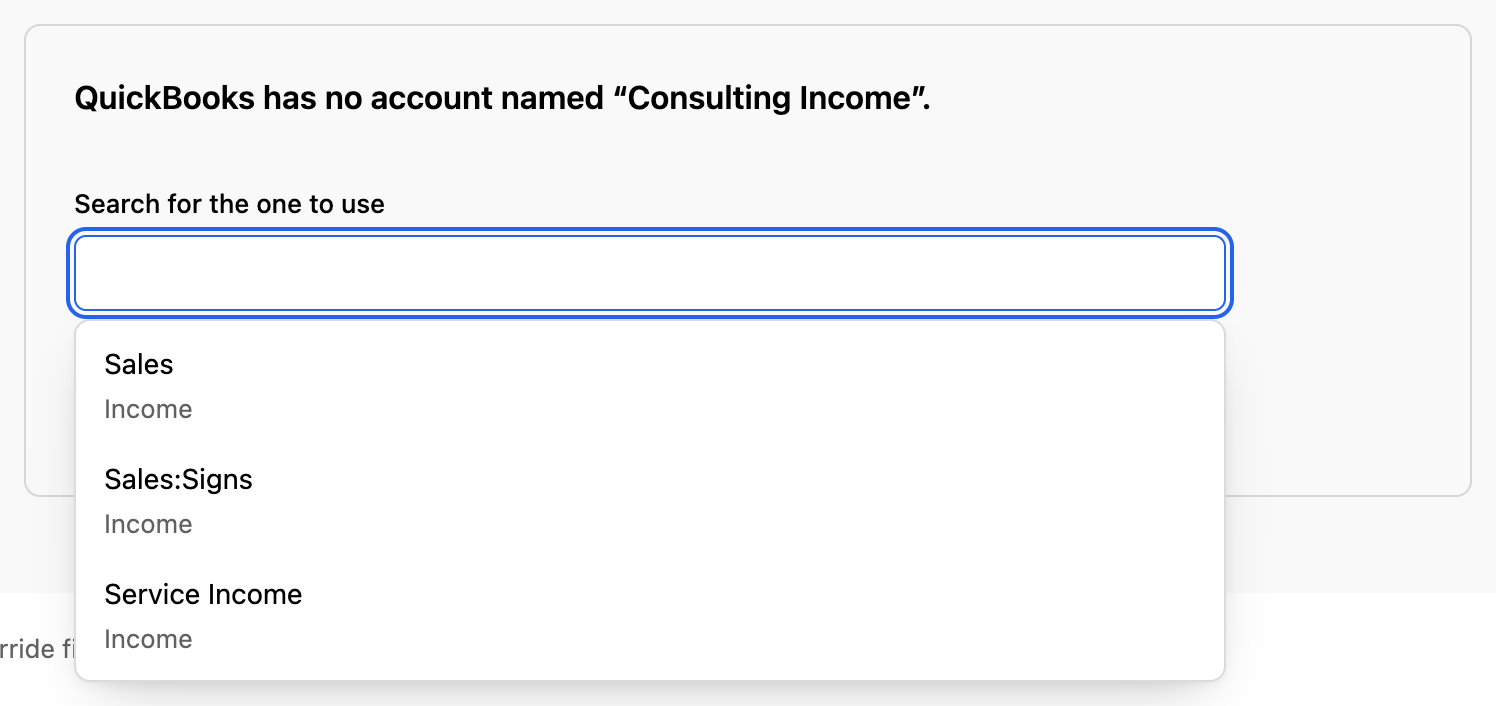 QuickBooks has no account named “Consulting Income”.
Search for the one to use
Sales
Income
Sales:Signs
Income
Service Income
Income